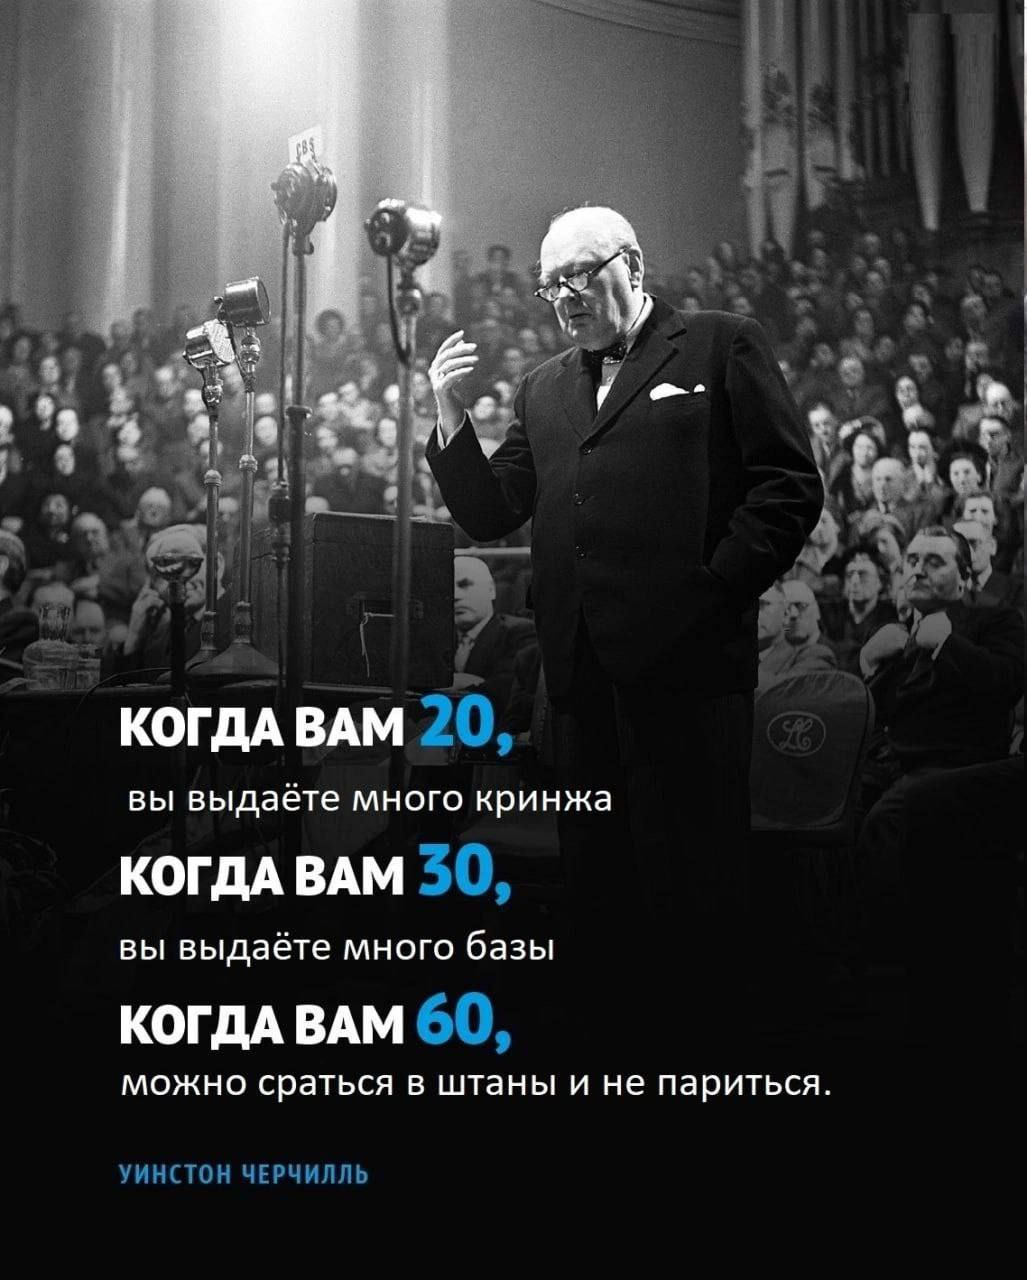 CBS
КОГДА ВАМ 20,
вы выдаёте много кринжа
КОГДА ВАМ 30,
вы выдаёте много базы
КОГДА ВАМ 60,
можно сраться в штаны и не париться.
УИНСТОН ЧЕРЧИЛЛЬ